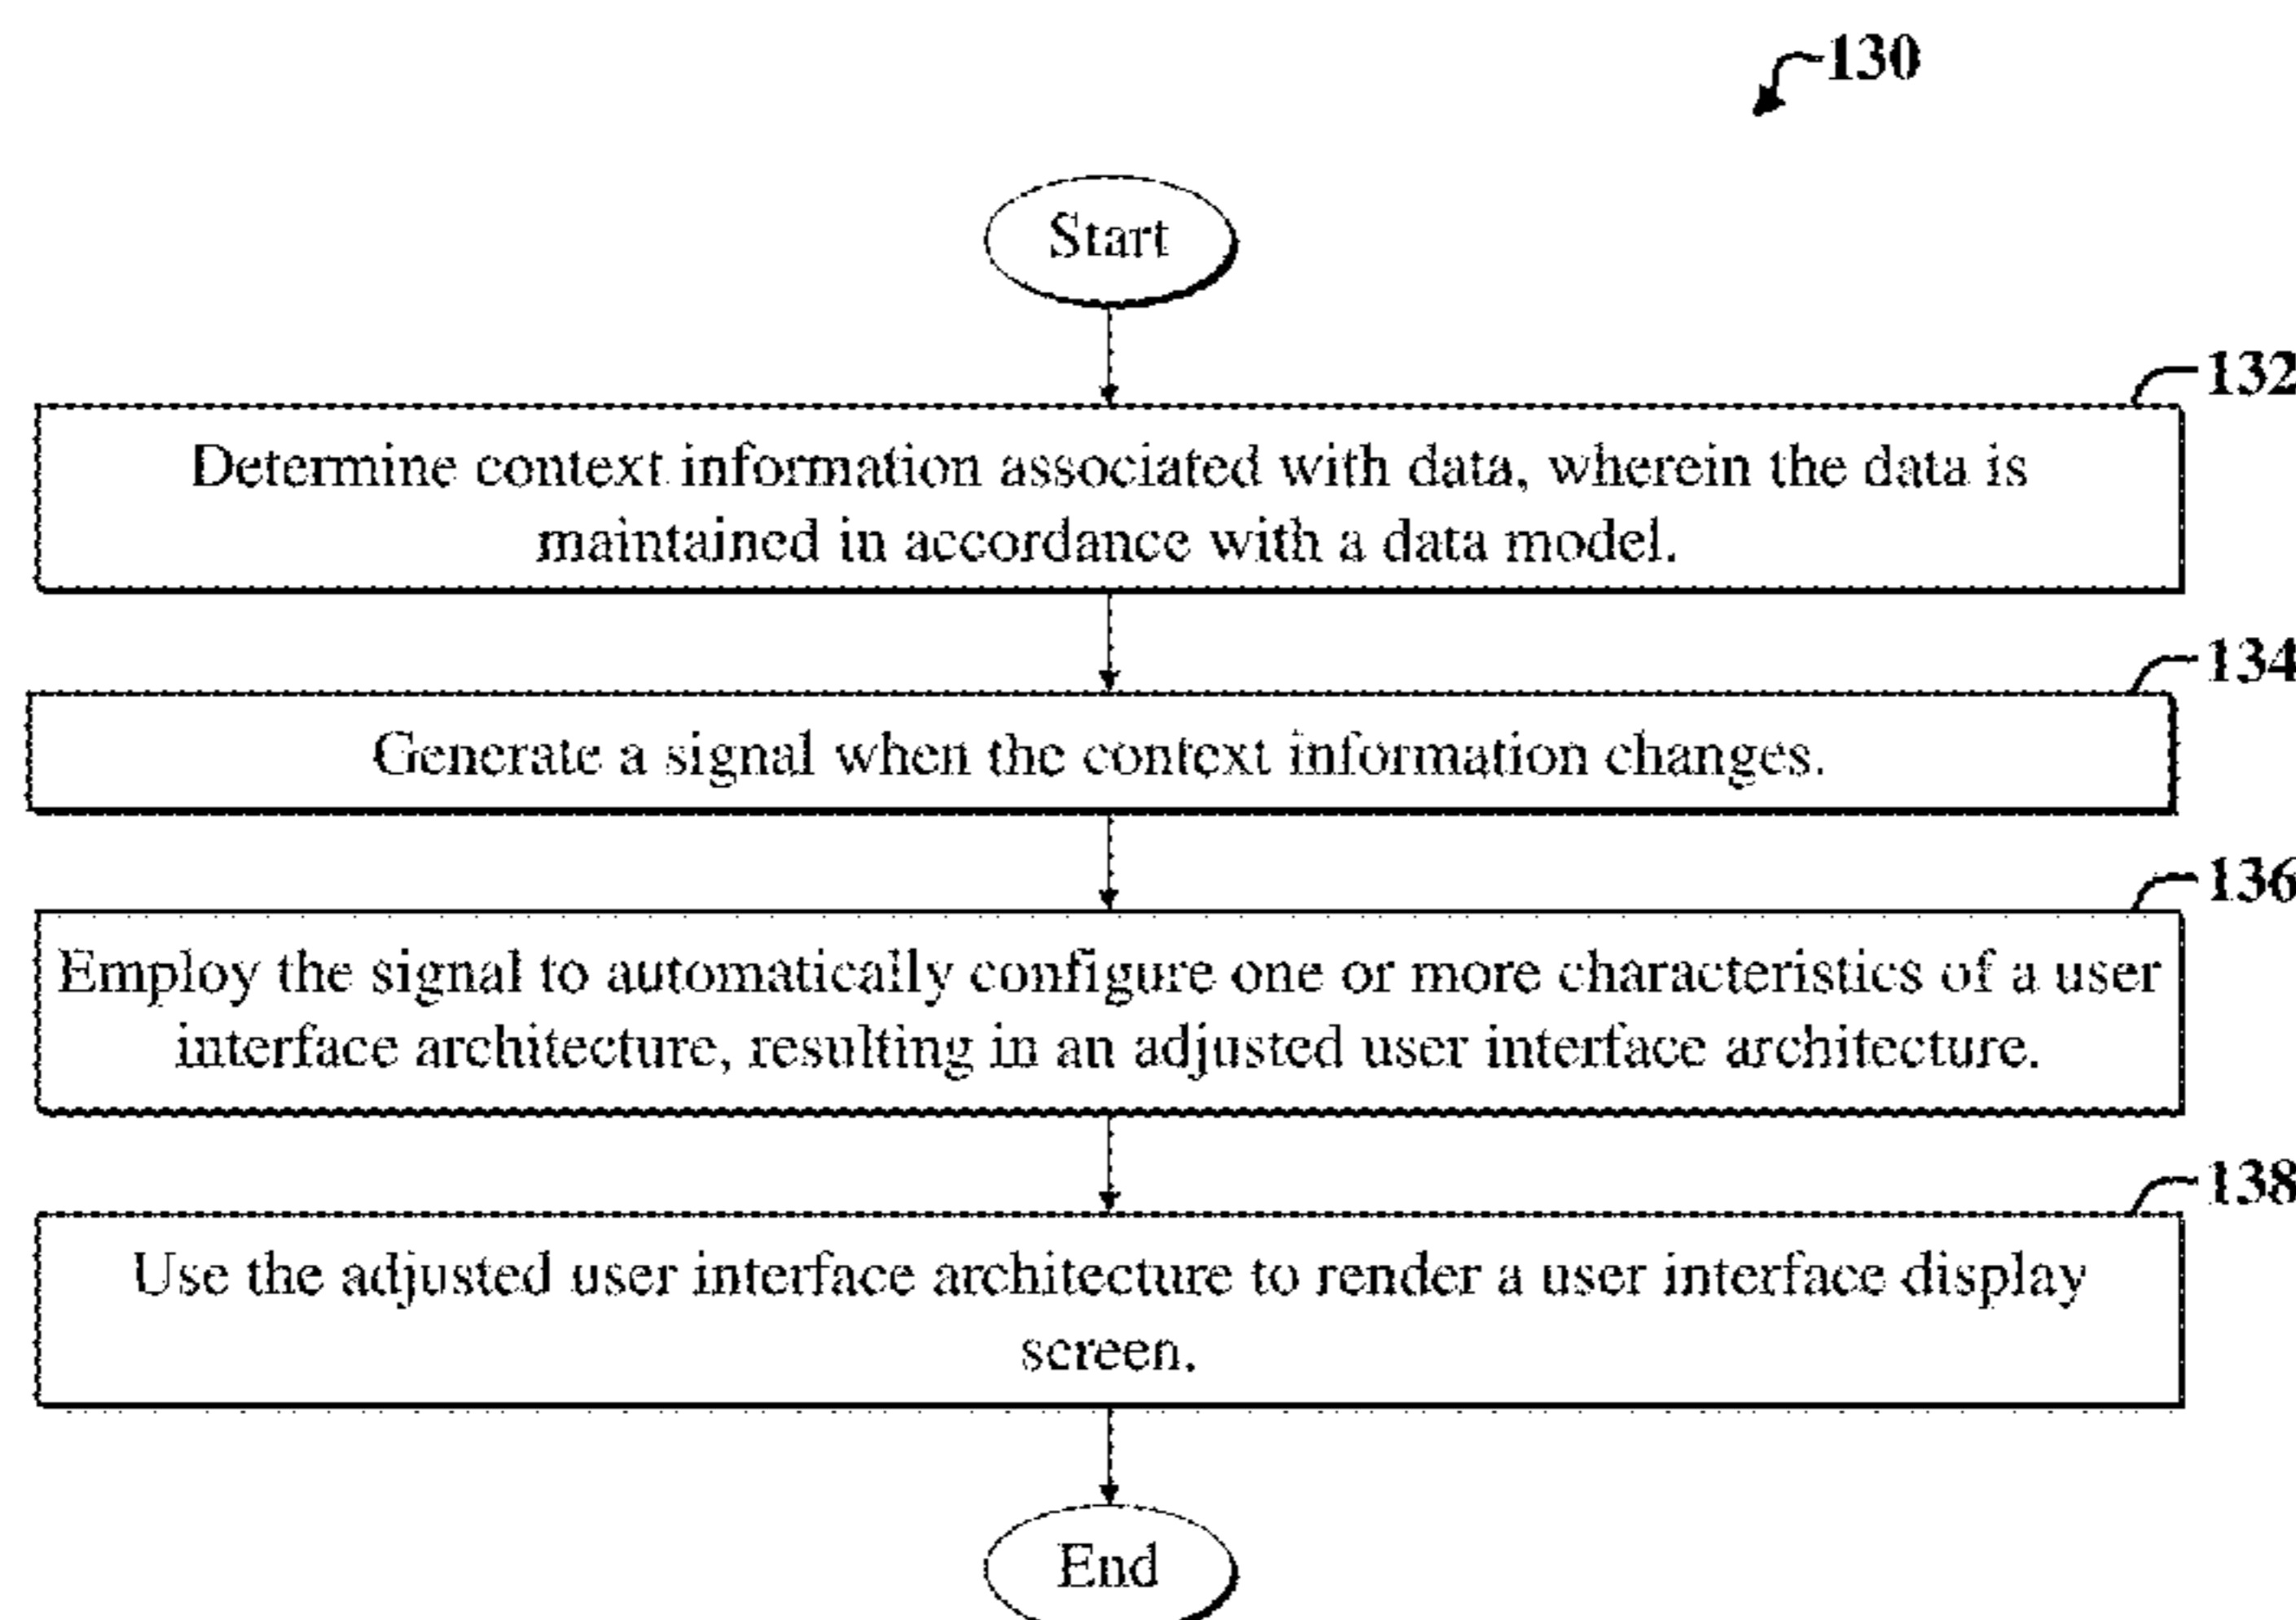 130
Start
132
Determine context information associated with data, wherein the data is
maintained in accordance with a data model.
134
Generate a signal when the context information changes.
136
Employ the signal to automatically configure one or more characteristics of a user
interface architecture, resulting in an adjusted user interface architecture.
138
Use the adjusted user interface architecture to render a user interface display
screen.
End